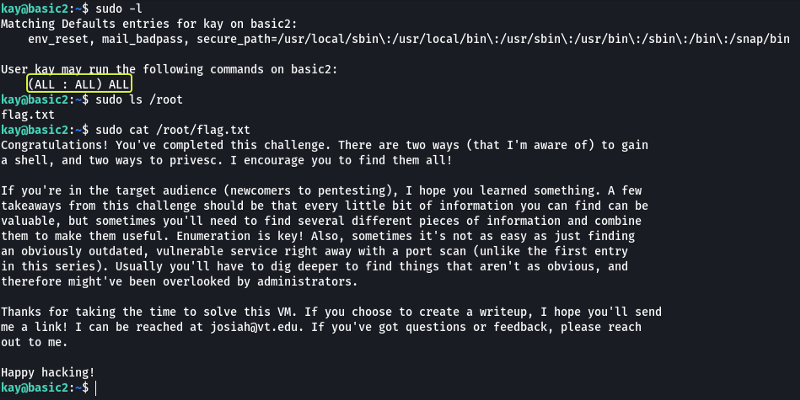 kay@basic2:~$ sudo -l
Matching Defaults entries for kay on basic2:
    env_reset, mail_badpass, secure_path=/usr/local/sbin\:/usr/local/bin\:/usr/sbin\:/usr/bin\:/sbin\:/bin\:/snap/bin

User kay may run the following commands on basic2:
    (ALL : ALL) ALL
kay@basic2:~$ sudo ls /root
flag.txt
kay@basic2:~$ sudo cat /root/flag.txt
Congratulations! You've completed this challenge. There are two ways (that I'm aware of) to gain
a shell, and two ways to privesc. I encourage you to find them all!

If you're in the target audience (newcomers to pentesting), I hope you learned something. A few
takeaways from this challenge should be that every little bit of information you can find can be
valuable, but sometimes you'll need to find several different pieces of information and combine
them to make them useful. Enumeration is key! Also, sometimes it's not as easy as just finding
an obviously outdated, vulnerable service right away with a port scan (unlike the first entry
in this series). Usually you'll have to dig deeper to find things that aren't as obvious, and
therefore might've been overlooked by administrators.

Thanks for taking the time to solve this VM. If you choose to create a writeup, I hope you'll send
me a link! I can be reached at josiah@vt.edu. If you've got questions or feedback, please reach
out to me.

Happy hacking!
kay@basic2:~$